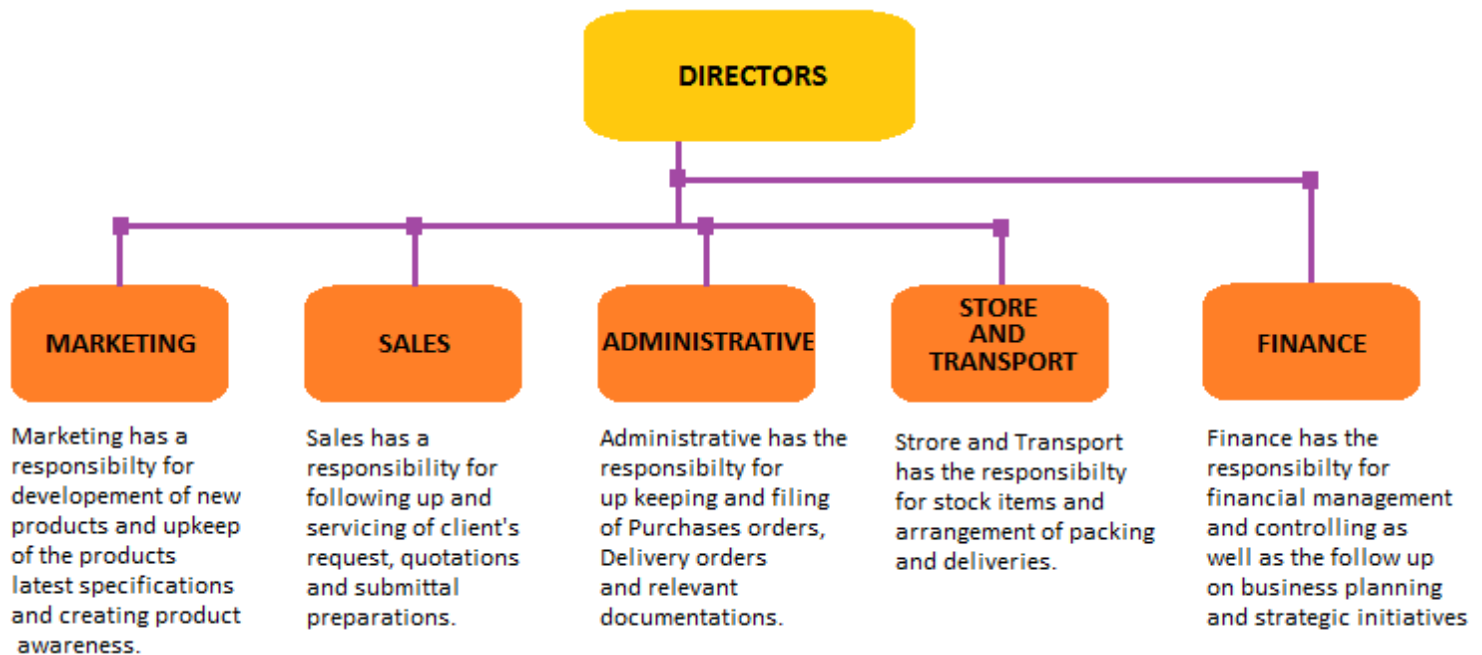 DIRECTORS
MARKETING
SALES
ADMINISTRATIVE
STORE
AND
TRANSPORT
FINANCE
Marketing has a
responsibilty for
developement of new
products and upkeep
of the products
latest specifications
and creating product
awareness.
Sales has a
responsibility for
following up and
servicing of client's
request, quotations
and submittal
preparations.
Administrative has the
responsibilty for
up keeping and filing
of Purchases orders,
Delivery orders
and relevant
documentations.
Strore and Transport
has the responsibilty
for stock items and
arrangement of packing
and deliveries.
Finance has the
responsibilty for
financial management
and controlling as
well as the follow up
on business planning
and strategic initiatives